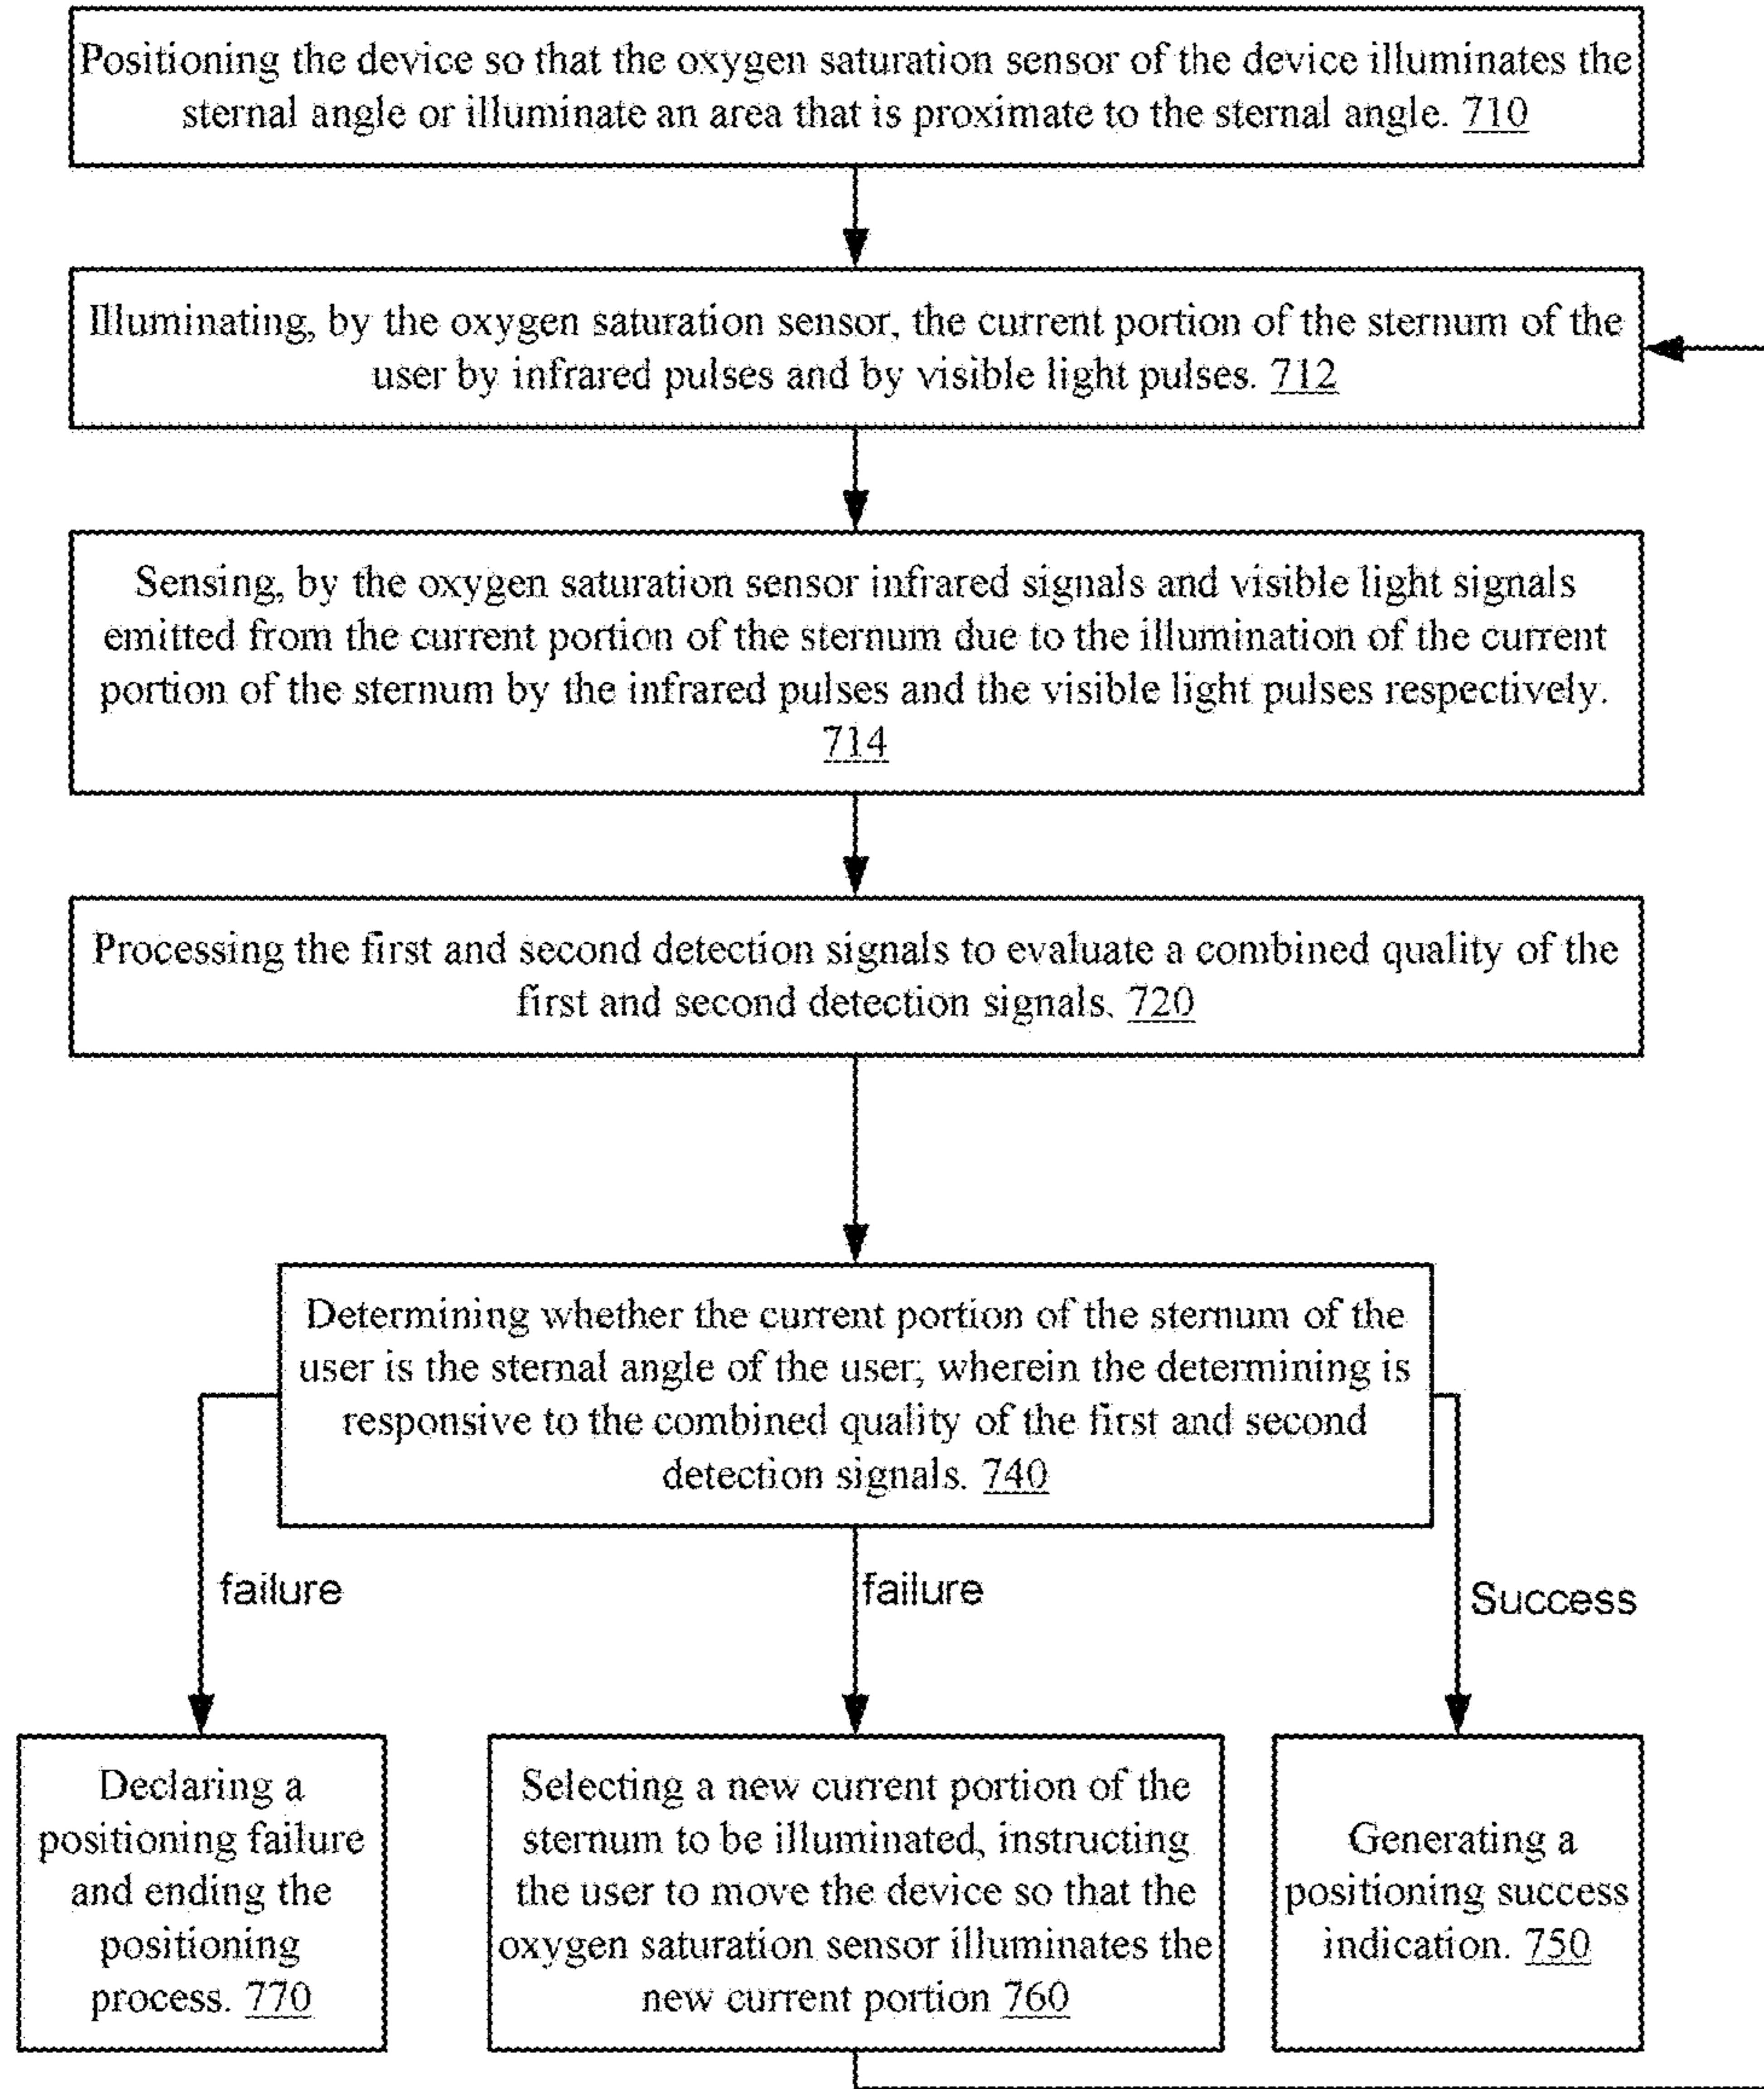 Positioning the device so that the oxygen saturation sensor of the device illuminates the
sternal angle or illuminate an area that is proximate to the sternal angle. 710
Illuminating, by the oxygen saturation sensor, the current portion of the sternum of the
user by infrared pulses and by visible light pulses. 712
Sensing, by the oxygen saturation sensor infrared signals and visible light signals
emitted from the current portion of the sternum due to the illumination of the current
portion of the sternum by the infrared pulses and the visible light pulses respectively.
714
Processing the first and second detection signals to evaluate a combined quality of the
first and second detection signals. 720
Determining whether the current portion of the sternum of the
user is the sternal angle of the user; wherein the determining is
responsive to the combined quality of the first and second
detection signals. 740
failure
failure
Success
Declaring a
positioning failure
and ending the
positioning
process. 770
Selecting a new current portion of the
sternum to be illuminated, instructing
the user to move the device so that the
oxygen saturation sensor illuminates the
new current portion 760
Generating a
positioning success
indication. 750